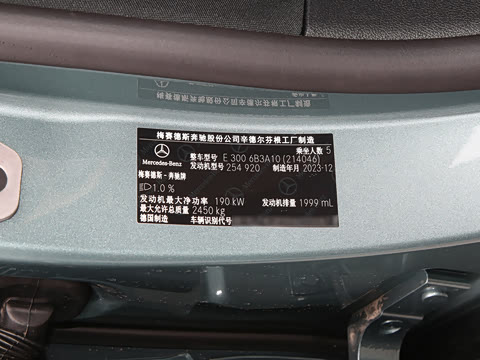 梅赛德斯奔驰股份公司辛德尔芬根工厂制造
乘坐人数 5
整车型号 E 300 6B3A10 (214046)
Mercedes-Benz 发动机型号 254 920 制造年月 2023-12
梅赛德斯-奔驰牌
1.0 %
发动机最大净功率 190 kW 发动机排量 1999 mL
最大允许总质量 2450 kg
德国制造 车辆识别代号